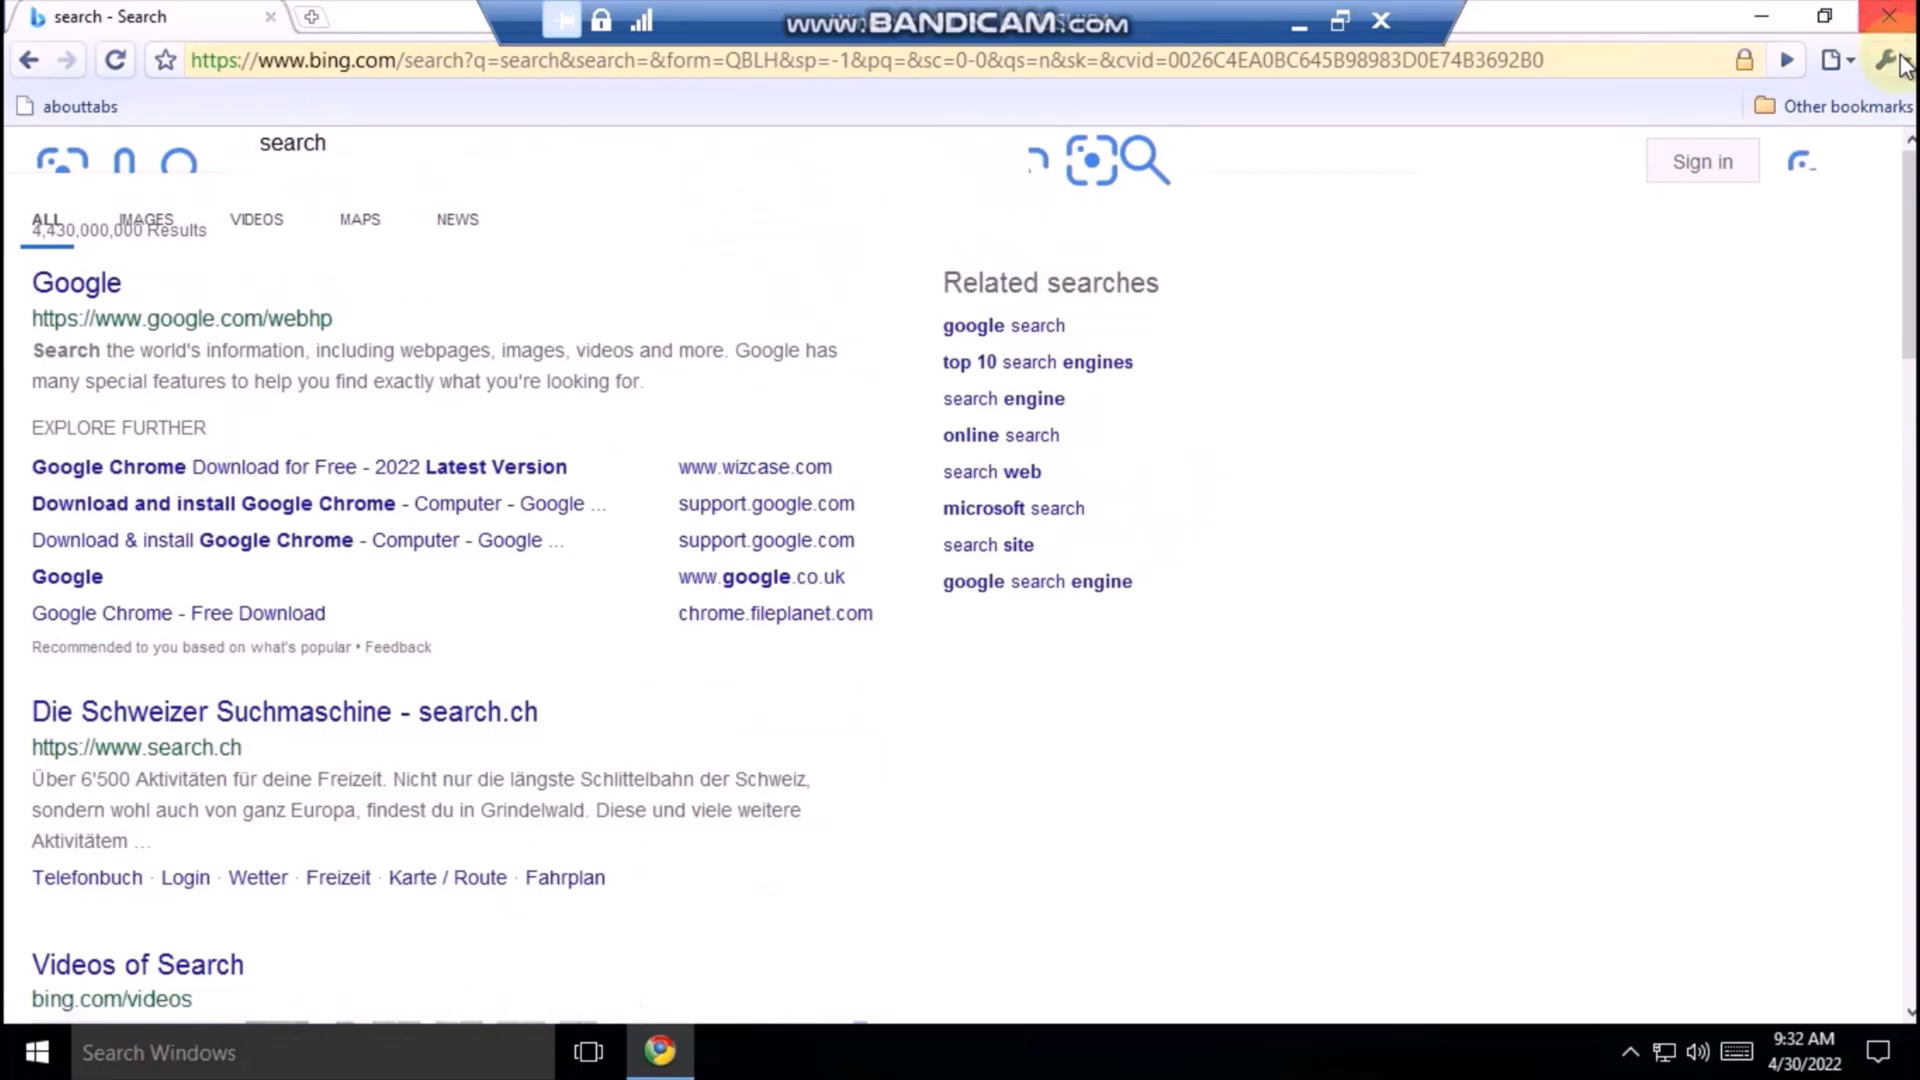 search - Search
www.BANDICAM.com
https://www.bing.com/search?q=search&search=&form=QBLH&sp=-1&pq=&sc=0-0&qs=n&sk=&cvid=0026C4EA0BC645B98983D0E74B3692B0
abouttabs
Other bookmarks
search
Sign in
ALL IMAGES VIDEOS MAPS NEWS
4,430,000,000 Results
Google
https://www.google.com/webhp
Search the world's information, including webpages, images, videos and more. Google has
many special features to help you find exactly what you're looking for.
EXPLORE FURTHER
Google Chrome Download for Free - 2022 Latest Version www.wizcase.com
Download and install Google Chrome - Computer - Google ... support.google.com
Download & install Google Chrome - Computer - Google ... support.google.com
Google www.google.co.uk
Google Chrome - Free Download chrome.fileplanet.com
Recommended to you based on what's popular • Feedback
Die Schweizer Suchmaschine - search.ch
https://www.search.ch
Über 6'500 Aktivitäten für deine Freizeit. Nicht nur die längste Schlittelbahn der Schweiz,
sondern wohl auch von ganz Europa, findest du in Grindelwald. Diese und viele weitere
Aktivitätem ...
Telefonbuch · Login · Wetter · Freizeit · Karte / Route · Fahrplan
Videos of Search
bing.com/videos
Related searches
google search
top 10 search engines
search engine
online search
search web
microsoft search
search site
google search engine
Search Windows
9:32 AM
4/30/2022